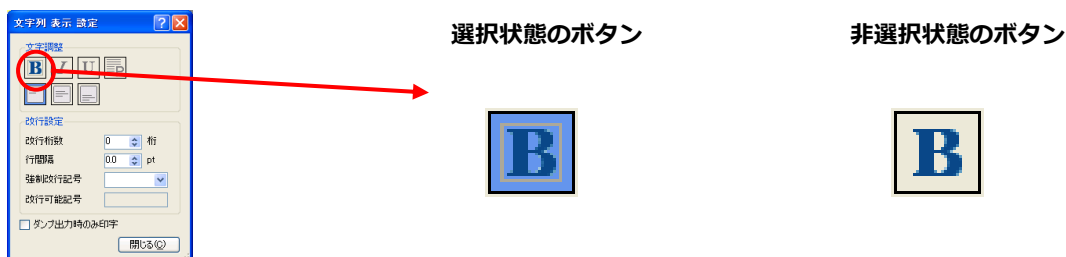 文字列 表示 設定
選択状態のボタン
非選択状態のボタン
文字調整
B I U
B
B
改行設定
改行桁数 0 桁
行間隔 0.0 pt
強制改行記号
改行可能記号
ダンプ出力時のみ印字
閉じる(C)